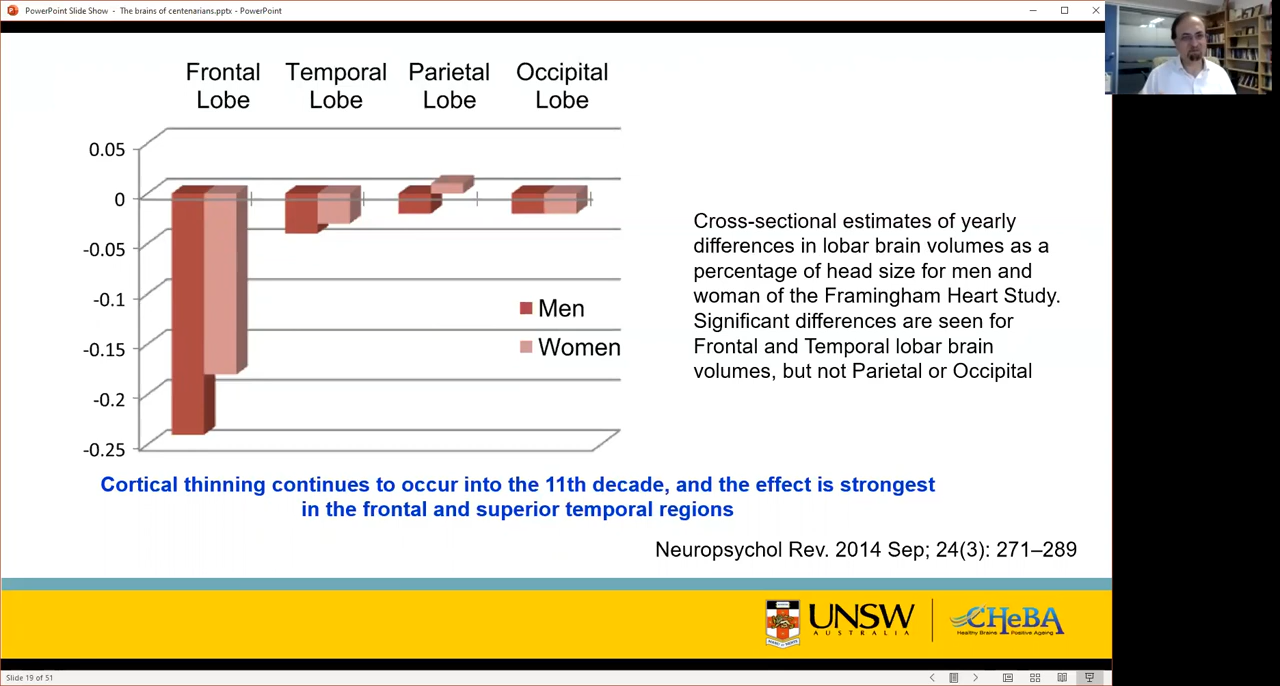 PowerPoint Slide Show - The brains of centenarians.pptx - PowerPoint
Frontal Lobe
Temporal Lobe
Parietal Lobe
Occipital Lobe
0.05
0
-0.05
-0.1
-0.15
-0.2
-0.25
Men
Women
Cross-sectional estimates of yearly
differences in lobar brain volumes as a
percentage of head size for men and
woman of the Framingham Heart Study.
Significant differences are seen for
Frontal and Temporal lobar brain
volumes, but not Parietal or Occipital
Cortical thinning continues to occur into the 11th decade, and the effect is strongest
in the frontal and superior temporal regions
Neuropsychol Rev. 2014 Sep; 24(3): 271–289
UNSW
AUSTRALIA
CHeBA
Healthy Brains Positive Ageing
Slide 19 of 51